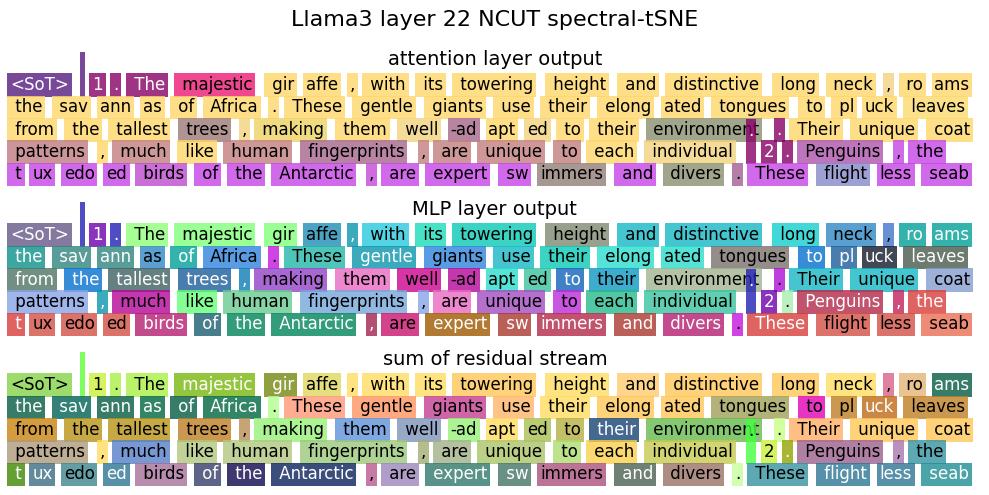 Llama3 layer 22 NCUT spectral-tSNE
attention layer output
<SoT> 1 . The majestic gir affe , with its towering height and distinctive long neck , ro ams
the sav ann as of Africa . These gentle giants use their elong ated tongues to pl uck leaves
from the tallest trees , making them well -ad apt ed to their environment . Their unique coat
patterns , much like human fingerprints , are unique to each individual 2 . Penguins , the
t ux edo ed birds of the Antarctic , are expert sw immers and divers . These flight less seab
MLP layer output
<SoT> 1 . The majestic gir affe , with its towering height and distinctive long neck , ro ams
the sav ann as of Africa . These gentle giants use their elong ated tongues to pl uck leaves
from the tallest trees , making them well -ad apt ed to their environment . Their unique coat
patterns , much like human fingerprints , are unique to each individual 2 . Penguins , the
t ux edo ed birds of the Antarctic , are expert sw immers and divers . These flight less seab
sum of residual stream
<SoT> 1 . The majestic gir affe , with its towering height and distinctive long neck , ro ams
the sav ann as of Africa . These gentle giants use their elong ated tongues to pl uck leaves
from the tallest trees , making them well -ad apt ed to their environment . Their unique coat
patterns , much like human fingerprints , are unique to each individual 2 . Penguins , the
t ux edo ed birds of the Antarctic , are expert sw immers and divers . These flight less seab